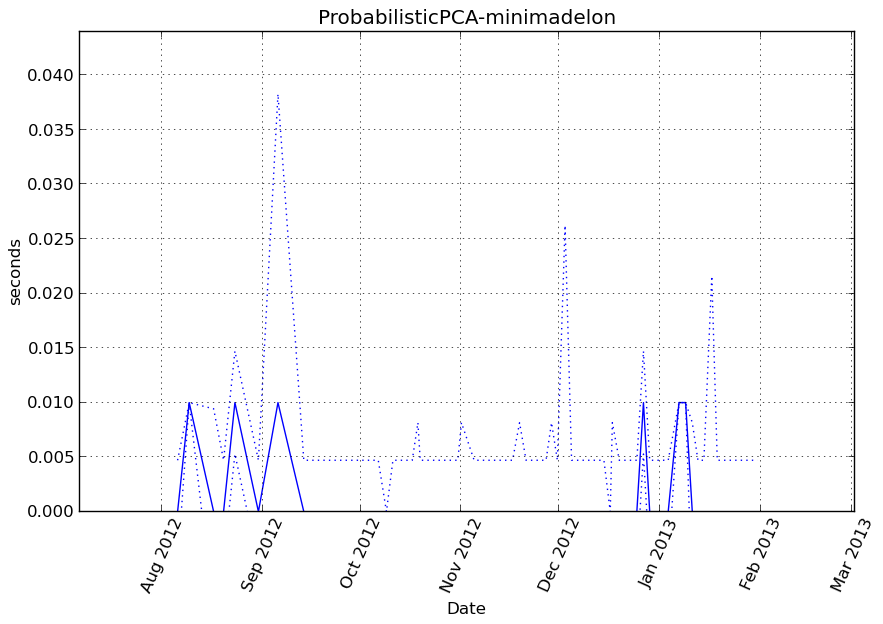 ProbabilisticPCA-minimadelon
0.040
0.035
0.030
0.025
0.020
0.015
0.010
0.005
0.000
seconds
Aug 2012
Sep 2012
Oct 2012
Nov 2012
Dec 2012
Jan 2013
Feb 2013
Mar 2013
Date